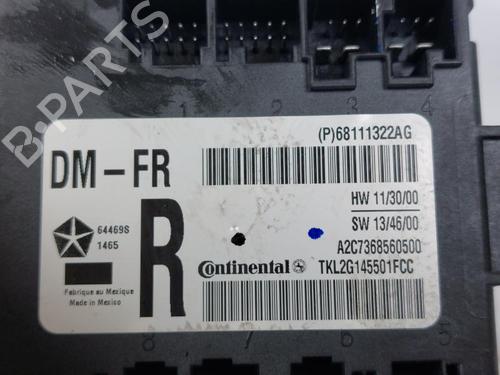 1 2 3 4
(P)68111322AG
DM-FR
HW 11/30/00
64469S
1465
R
SW 13/46/00
A2C7368560500
Continental
TKL2G145501FCC
Fabrique au Mexique
Made in Mexico
8 7 6 5
B-PARTS